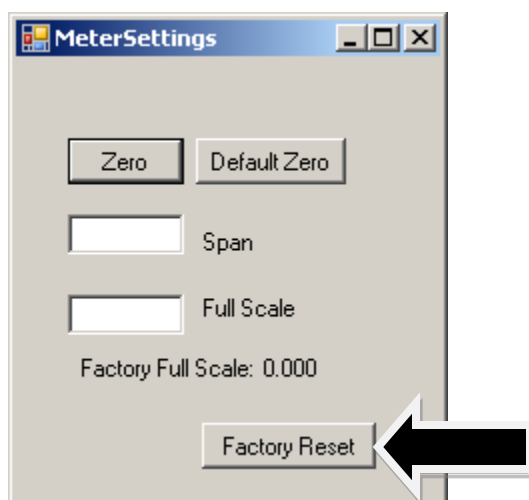 MeterSettings
Zero Default Zero
Span
Full Scale
Factory Full Scale: 0.000
Factory Reset